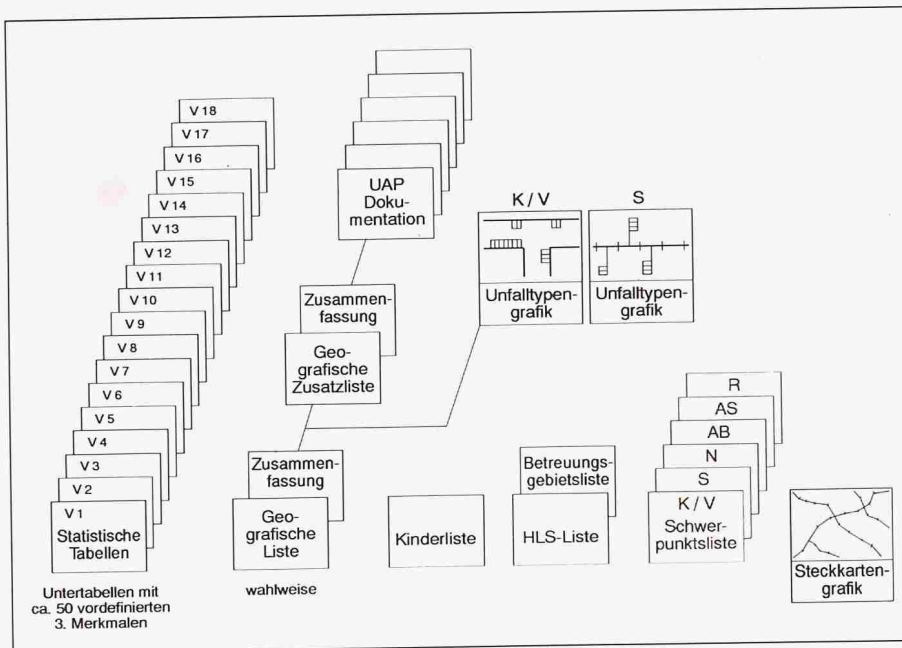 V 18
V 17
V 16
V 15
V 14
V 13
V 12
V 11
V 10
V 9
V 8
V 7
V 6
V 5
V 4
V 3
V 2
V 1
Statistische
Tabellen
Untertabellen mit
ca. 50 vordefinierten
3. Merkmalen
UAP
Doku-
mentation
Zusammen-
fassung
Geo-
grafische
Zusatzliste
Zusammen-
fassung
Geo-
grafische
Liste
wahlweise
K / V
Unfalltypen-
grafik
S
Unfalltypen-
grafik
Kinderliste
Betreuungs-
gebietsliste
HLS-Liste
R
AS
AB
N
S
K / V
Schwer-
punktsliste
Steckkarten-
grafik